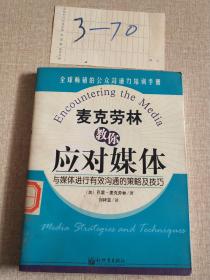 3-70
全球畅销的公众沟通力培训手册
Encountering the Media
麦克劳林
教你
应对媒体
与媒体进行有效沟通的策略及技巧
Media Strategies and Techniques